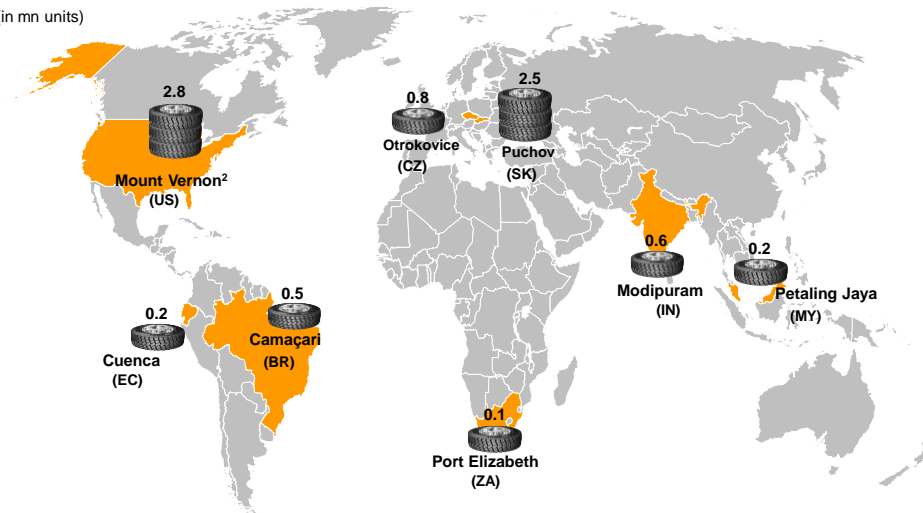 (in mn units)
2.8
Mount Vernon²
(US)
0.8
Otrokovice
(CZ)
2.5
Puchov
(SK)
0.6
Modipuram
(IN)
0.2
Petaling Jaya
(MY)
0.2
Cuenca
(EC)
0.5
Camaçari
(BR)
0.1
Port Elizabeth
(ZA)